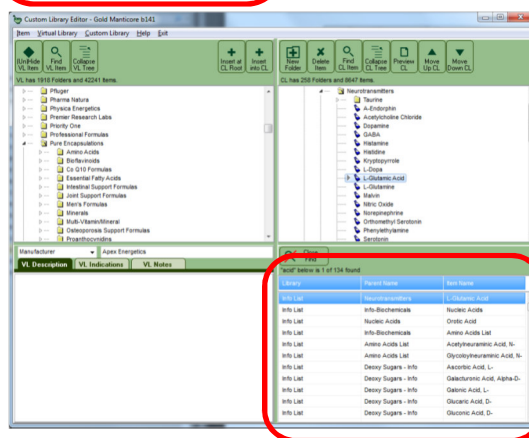 Custom Library Editor - Gold Manticore b141
Item Virtual Library Custom Library Help Exit
(Un)Hide VL Item
Find VL Item
Collapse VL Tree
Insert at CL Root
Insert into CL
New Folder
Delete Item
Find CL Item
Collapse CL Tree
Preview CL
Move Up CL
Move Down CL
VL has 1918 Folders and 42241 Items.
CL has 258 Folders and 8647 Items.
Pfluger
Pharma Natura
Physica Energetics
Premier Research Labs
Priority One
Professional Formulas
Pure Encapsulations
Amino Acids
Bioflavinoids
Co Q10 Formulas
Essential Fatty Acids
Intestinal Support Formulas
Joint Support Formulas
Men's Formulas
Minerals
Multi-Vitamin/Mineral
Osteoporosis Support Formulas
Proanthocynidins
Neurotransmitters
Taurine
A-Endorphin
Acetylcholine Chloride
Dopamine
GABA
Histamine
Histidine
Kryptopyrrole
L-Dopa
L-Glutamic Acid
L-Glutamine
Malvin
Nitric Oxide
Norepinephrine
Orthomethyl Serotonin
Phenylethylamine
Serotonin
Manufacturer Apex Energetics
VL Description VL Indications VL Notes
Find
"acid" below is 1 of 134 found.
Library Parent Name Item Name
Info List Neurotransmitters L-Glutamic Acid
Info List Info-Biochemicals Nucleic Acids
Info List Nucleic Acids Orotic Acid
Info List Info-Biochemicals Amino Acids List
Info List Amino Acids List Acetylneuraminic Acid, N-
Info List Amino Acids List Glycoloylneuraminic Acid, N-
Info List Deoxy Sugars - Info Ascorbic Acid, L-
Info List Deoxy Sugars - Info Galacturonic Acid, Alpha-D-
Info List Deoxy Sugars - Info Galonic Acid, L-
Info List Deoxy Sugars - Info Glucaric Acid, D-
Info List Deoxy Sugars - Info Gluconic Acid, D-